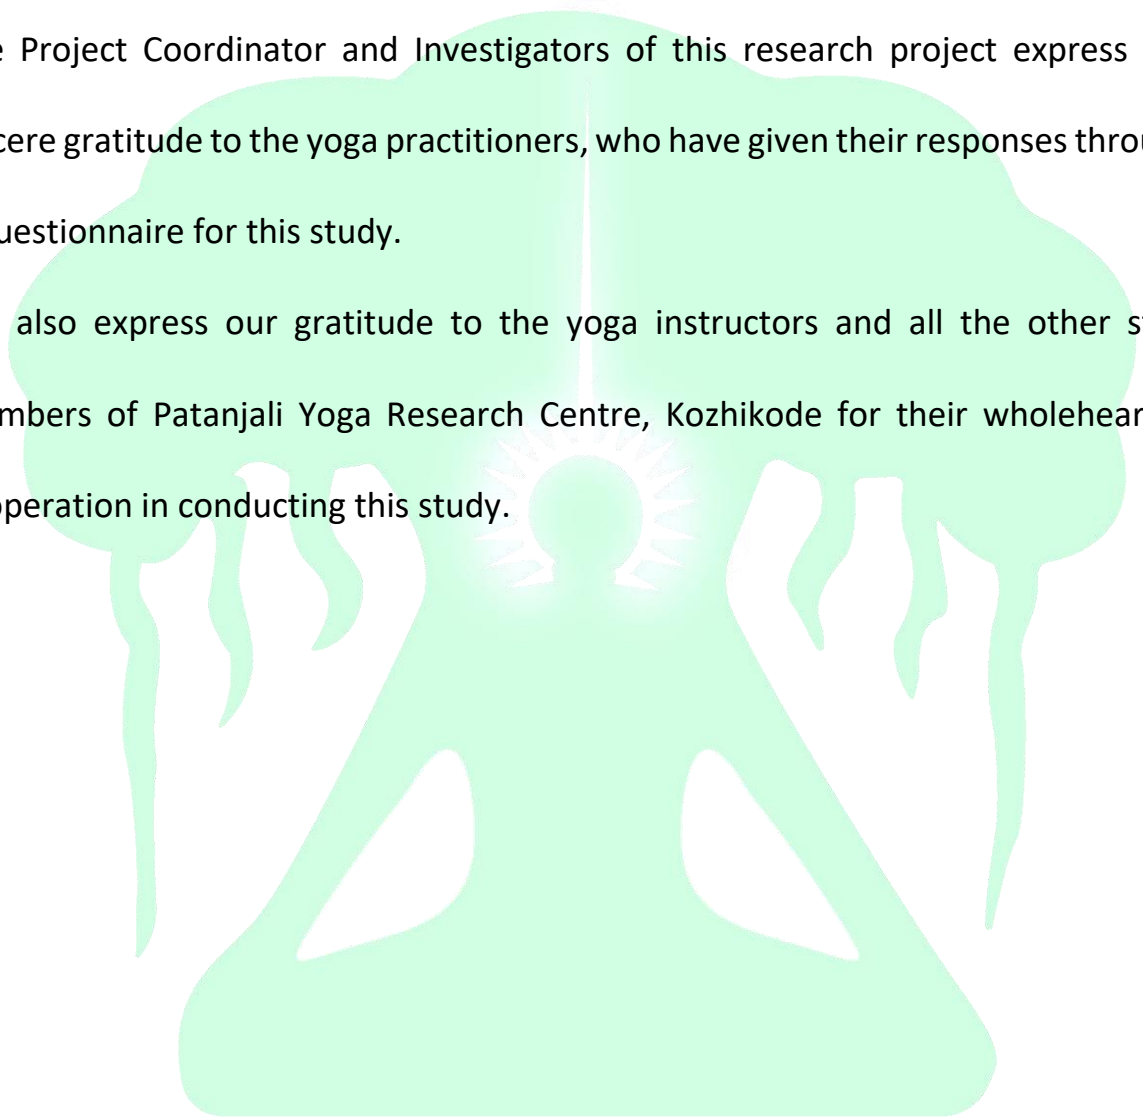 e Project Coordinator and Investigators of this research project express
cere gratitude to the yoga practitioners, who have given their responses throu
uestionnaire for this study.
also express our gratitude to the yoga instructors and all the other s
mbers of Patanjali Yoga Research Centre, Kozhikode for their wholehear
operation in conducting this study.